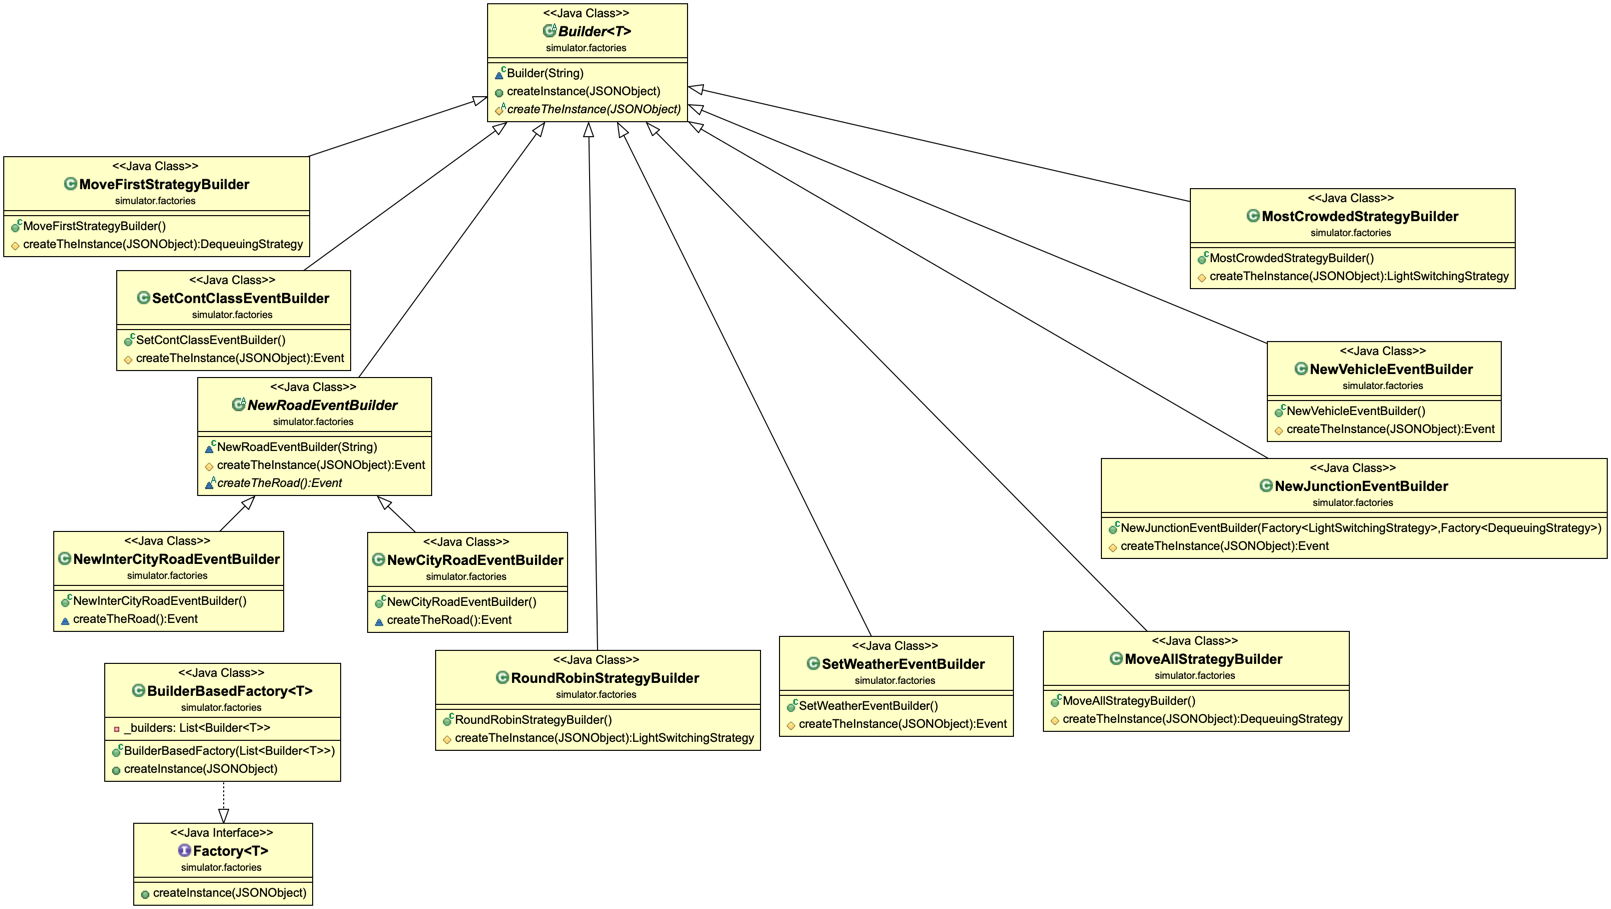 <<Java Class>>
Builder<T>
simulator.factories
Builder(String)
createInstance(JSONObject)
createTheInstance(JSONObject)
<<Java Class>>
MoveFirstStrategyBuilder
simulator.factories
MoveFirstStrategyBuilder()
createTheInstance(JSONObject):DequeuingStrategy
<<Java Class>>
MostCrowdedStrategyBuilder
simulator.factories
MostCrowdedStrategyBuilder()
createTheInstance(JSONObject):LightSwitchingStrategy
<<Java Class>>
SetContClassEventBuilder
simulator.factories
SetContClassEventBuilder()
createTheInstance(JSONObject):Event
<<Java Class>>
NewVehicleEventBuilder
simulator.factories
NewVehicleEventBuilder()
createTheInstance(JSONObject):Event
<<Java Class>>
NewRoadEventBuilder
simulator.factories
NewRoadEventBuilder(String)
createTheInstance(JSONObject):Event
createTheRoad():Event
<<Java Class>>
NewJunctionEventBuilder
simulator.factories
NewJunctionEventBuilder(Factory<LightSwitchingStrategy>,Factory<DequeuingStrategy>)
createTheInstance(JSONObject):Event
<<Java Class>>
NewInterCityRoadEventBuilder
simulator.factories
NewInterCityRoadEventBuilder()
createTheRoad():Event
<<Java Class>>
NewCityRoadEventBuilder
simulator.factories
NewCityRoadEventBuilder()
createTheRoad():Event
<<Java Class>>
RoundRobinStrategyBuilder
simulator.factories
RoundRobinStrategyBuilder()
createTheInstance(JSONObject):LightSwitchingStrategy
<<Java Class>>
SetWeatherEventBuilder
simulator.factories
SetWeatherEventBuilder()
createTheInstance(JSONObject):Event
<<Java Class>>
MoveAllStrategyBuilder
simulator.factories
MoveAllStrategyBuilder()
createTheInstance(JSONObject):DequeuingStrategy
<<Java Class>>
BuilderBasedFactory<T>
simulator.factories
_builders: List<Builder<T>>
BuilderBasedFactory(List<Builder<T>>)
createInstance(JSONObject)
<<Java Interface>>
Factory<T>
simulator.factories
createInstance(JSONObject)